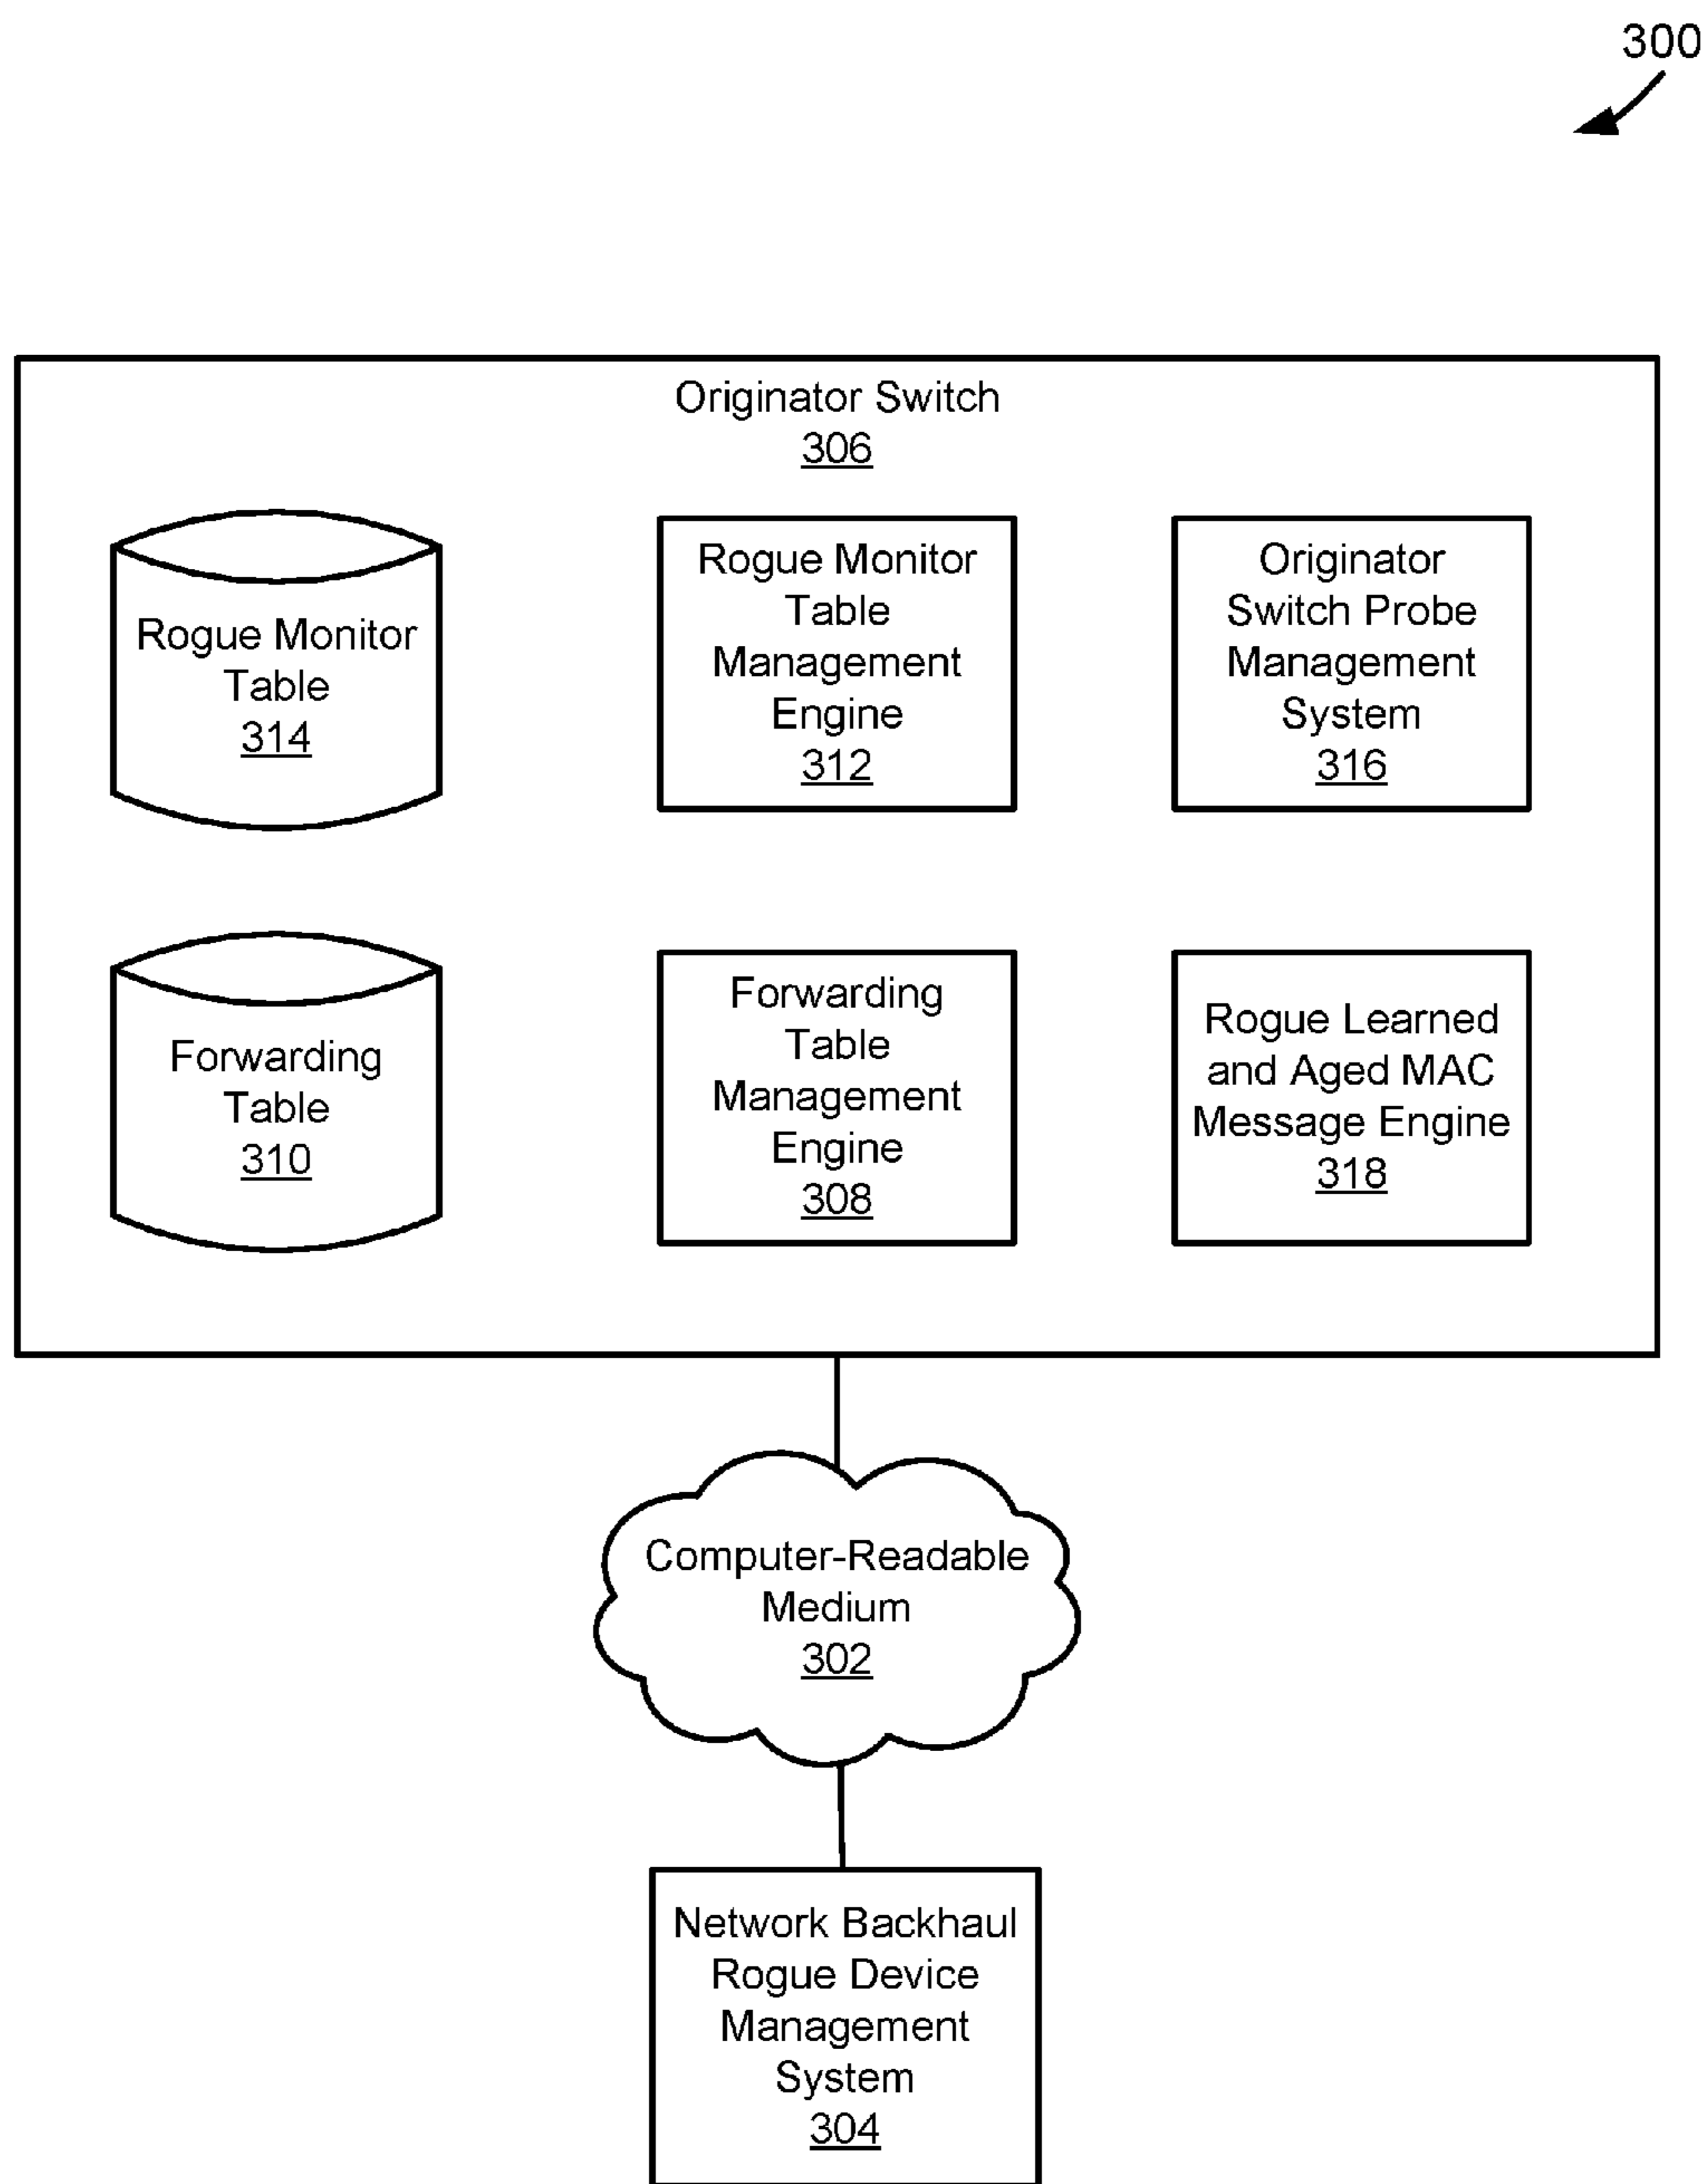 300
Originator Switch
306
Rogue Monitor
Table
314
Rogue Monitor
Table
Management
Engine
312
Originator
Switch Probe
Management
System
316
Forwarding
Table
310
Forwarding
Table
Management
Engine
308
Rogue Learned
and Aged MAC
Message Engine
318
Computer-Readable
Medium
302
Network Backhaul
Rogue Device
Management
System
304